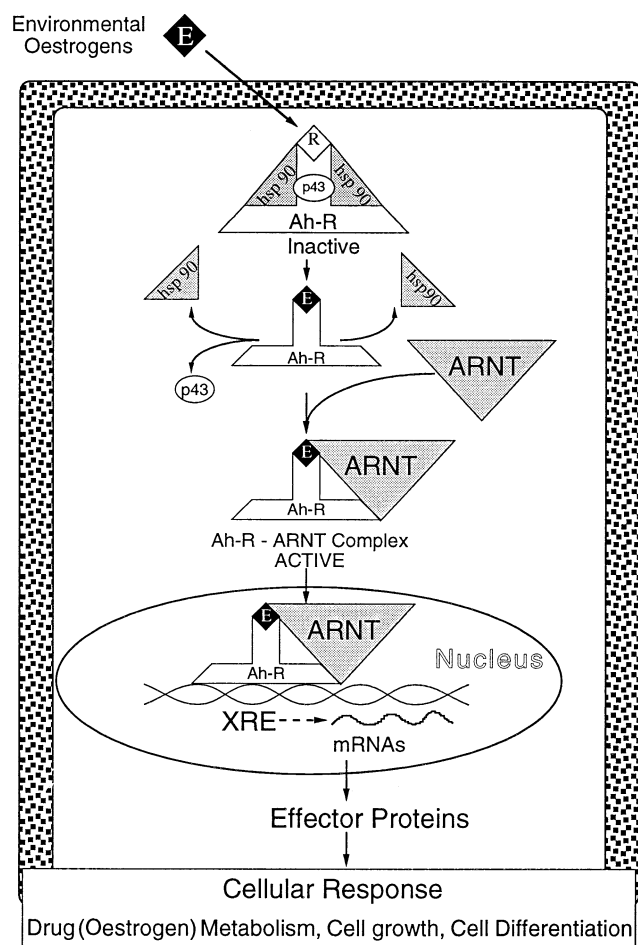 Environmental
Oestrogens
E
R
hsp 90
p43
hsp 90
Ah-R
Inactive
hsp 90
E
hsp90
Ah-R
p43
ARNT
E
ARNT
Ah-R
Ah-R - ARNT Complex
ACTIVE
E
ARNT
Ah-R
Nucleus
XRE
mRNAs
Effector Proteins
Cellular Response
Drug (Oestrogen) Metabolism, Cell growth, Cell Differentiation